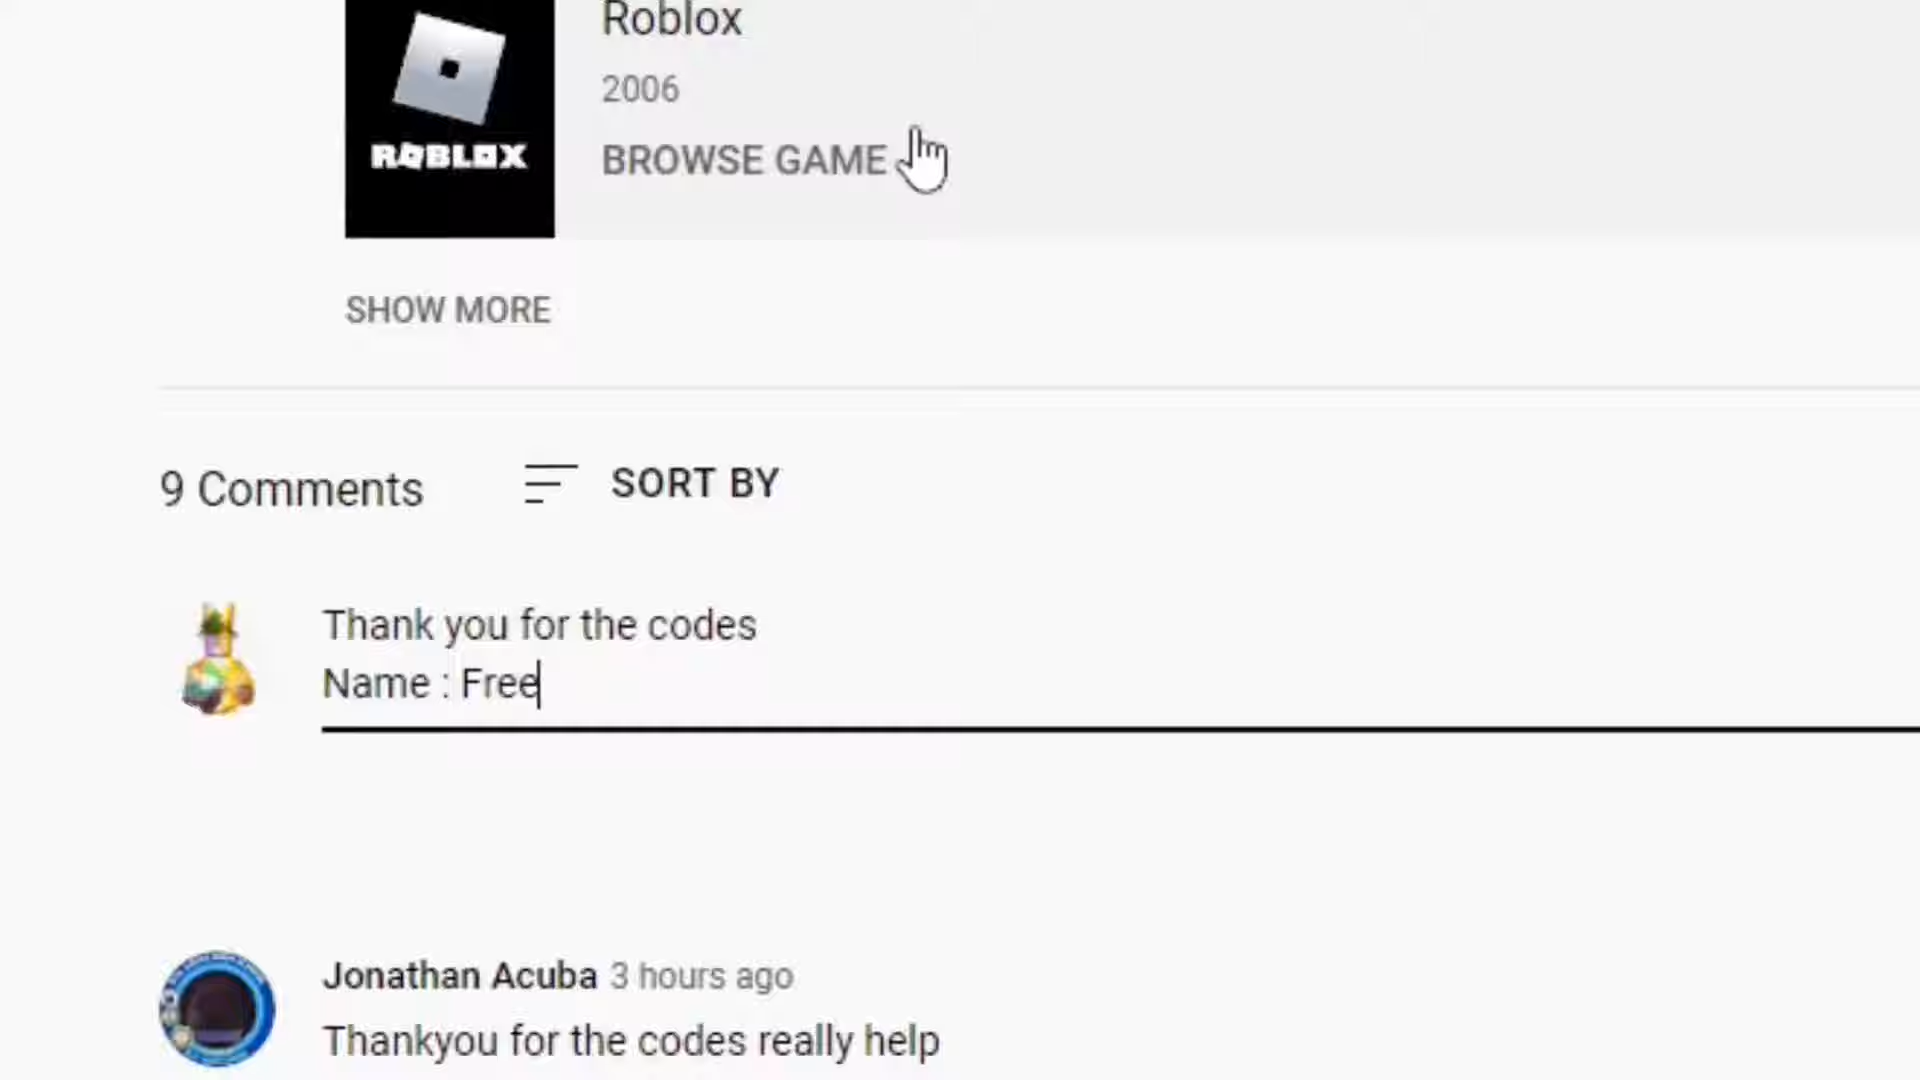 Roblox
2006
BROWSE GAME
ROBLOX
SHOW MORE
9 Comments
SORT BY
Thank you for the codes
Name : Free
Jonathan Acuba 3 hours ago
Thankyou for the codes really help